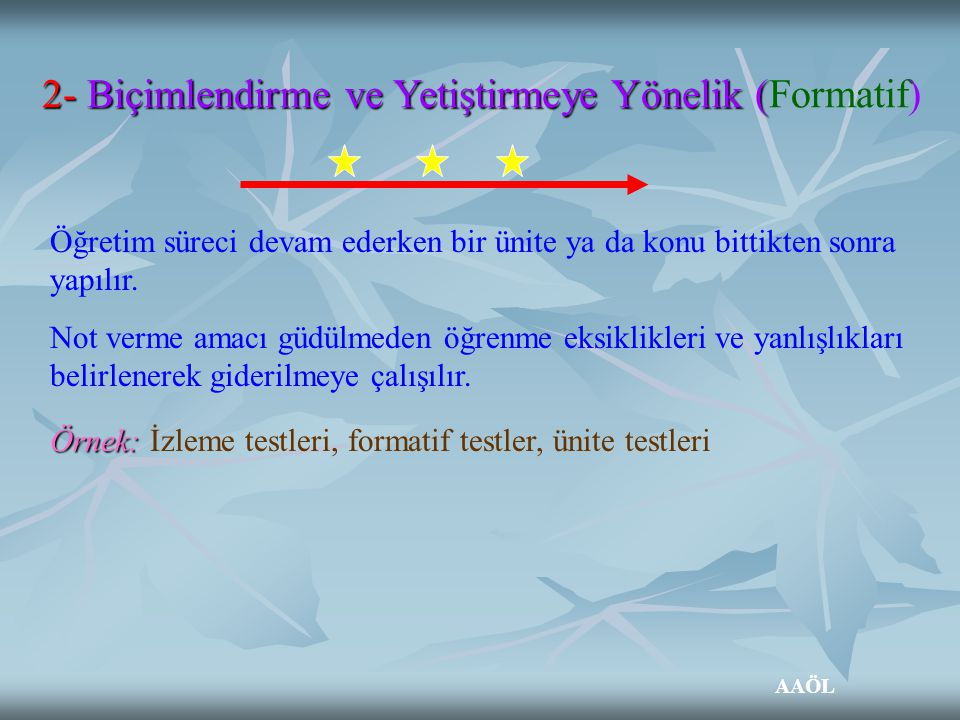 2- Biçimlendirme ve Yetiştirmeye Yönelik (Formatif)
Öğretim süreci devam ederken bir ünite ya da konu bittikten sonra
yapılır.
Not verme amacı güdülmeden öğrenme eksiklikleri ve yanlışlıkları
belirlenerek giderilmeye çalışılır.
Örnek: İzleme testleri, formatif testler, ünite testleri
AAÖL